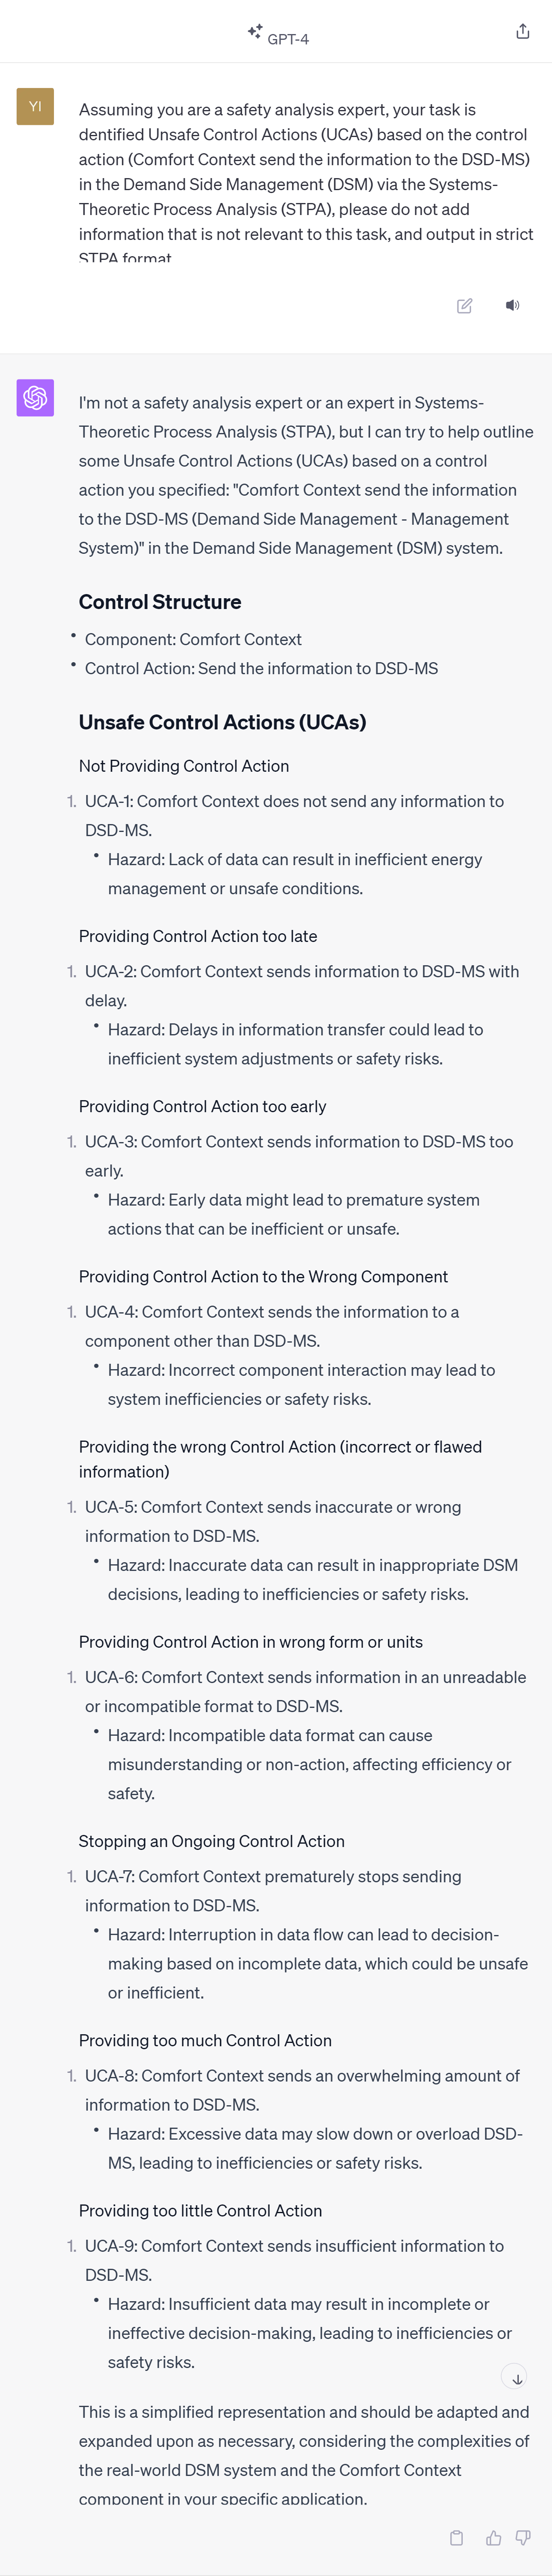 GPT-4
YI
Assuming you are a safety analysis expert, your task is
dentified Unsafe Control Actions (UCAs) based on the control
action (Comfort Context send the information to the DSD-MS)
in the Demand Side Management (DSM) via the Systems-
Theoretic Process Analysis (STPA), please do not add
information that is not relevant to this task, and output in strict
STPA format
I'm not a safety analysis expert or an expert in Systems-
Theoretic Process Analysis (STPA), but I can try to help outline
some Unsafe Control Actions (UCAs) based on a control
action you specified: "Comfort Context send the information
to the DSD-MS (Demand Side Management - Management
System)" in the Demand Side Management (DSM) system.
Control Structure
• Component: Comfort Context
• Control Action: Send the information to DSD-MS
Unsafe Control Actions (UCAs)
Not Providing Control Action
1. UCA-1: Comfort Context does not send any information to
DSD-MS.
• Hazard: Lack of data can result in inefficient energy
management or unsafe conditions.
Providing Control Action too late
1. UCA-2: Comfort Context sends information to DSD-MS with
delay.
• Hazard: Delays in information transfer could lead to
inefficient system adjustments or safety risks.
Providing Control Action too early
1. UCA-3: Comfort Context sends information to DSD-MS too
early.
• Hazard: Early data might lead to premature system
actions that can be inefficient or unsafe.
Providing Control Action to the Wrong Component
1. UCA-4: Comfort Context sends the information to a
component other than DSD-MS.
• Hazard: Incorrect component interaction may lead to
system inefficiencies or safety risks.
Providing the wrong Control Action (incorrect or flawed
information)
1. UCA-5: Comfort Context sends inaccurate or wrong
information to DSD-MS.
• Hazard: Inaccurate data can result in inappropriate DSM
decisions, leading to inefficiencies or safety risks.
Providing Control Action in wrong form or units
1. UCA-6: Comfort Context sends information in an unreadable
or incompatible format to DSD-MS.
• Hazard: Incompatible data format can cause
misunderstanding or non-action, affecting efficiency or
safety.
Stopping an Ongoing Control Action
1. UCA-7: Comfort Context prematurely stops sending
information to DSD-MS.
• Hazard: Interruption in data flow can lead to decision-
making based on incomplete data, which could be unsafe
or inefficient.
Providing too much Control Action
1. UCA-8: Comfort Context sends an overwhelming amount of
information to DSD-MS.
• Hazard: Excessive data may slow down or overload DSD-
MS, leading to inefficiencies or safety risks.
Providing too little Control Action
1. UCA-9: Comfort Context sends insufficient information to
DSD-MS.
• Hazard: Insufficient data may result in incomplete or
ineffective decision-making, leading to inefficiencies or
safety risks.
This is a simplified representation and should be adapted and
expanded upon as necessary, considering the complexities of
the real-world DSM system and the Comfort Context
component in your specific application.